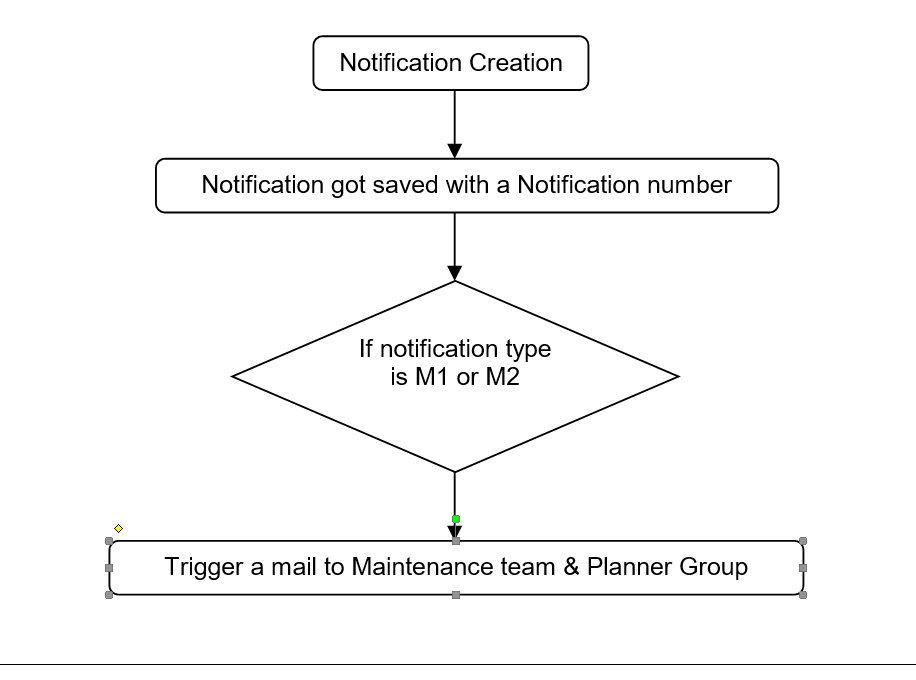 Notification Creation
Notification got saved with a Notification number
If notification type
is M1 or M2
Trigger a mail to Maintenance team & Planner Group